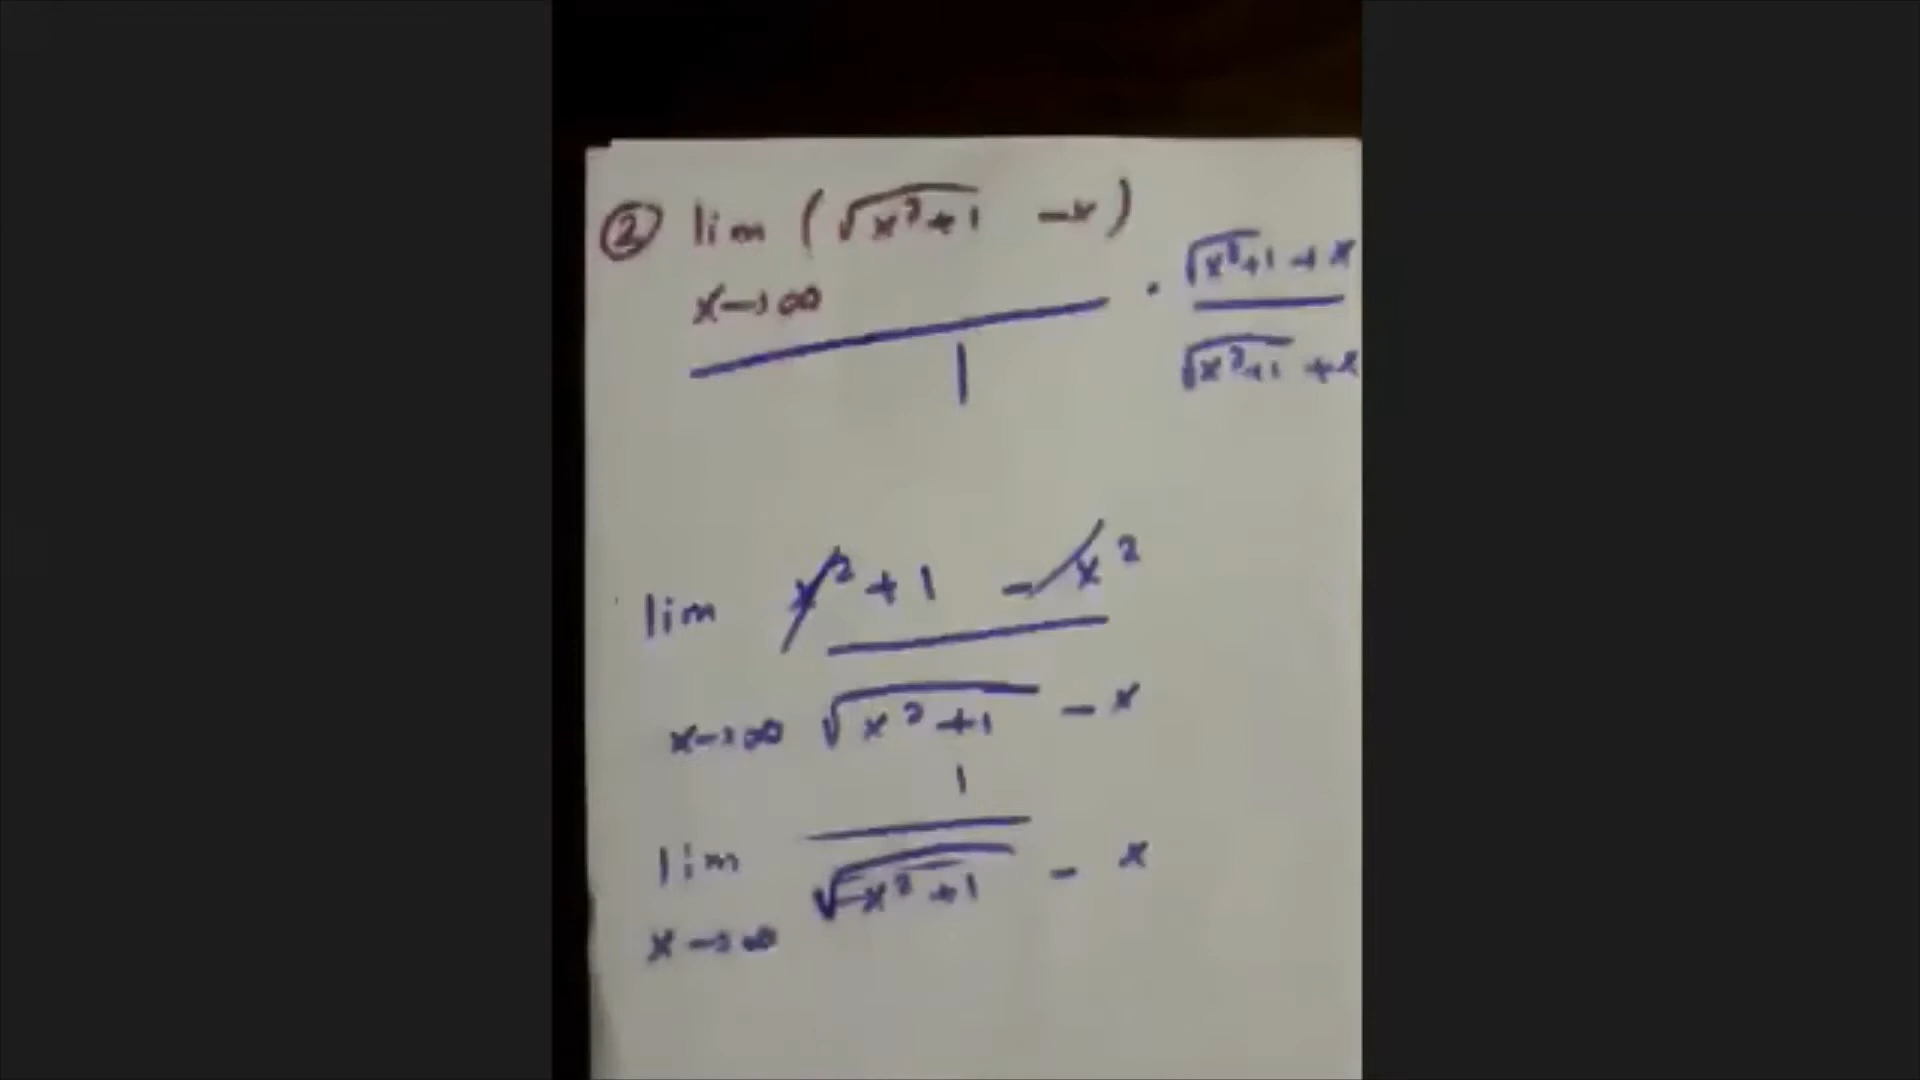 ② lim (√x²+1 -x)
x→∞
1
· √x²+1 + x
√x²+1 + x
lim x²+1 - x²
x→∞ √x²+1 - x
1
lim √x²+1 - x
x→∞